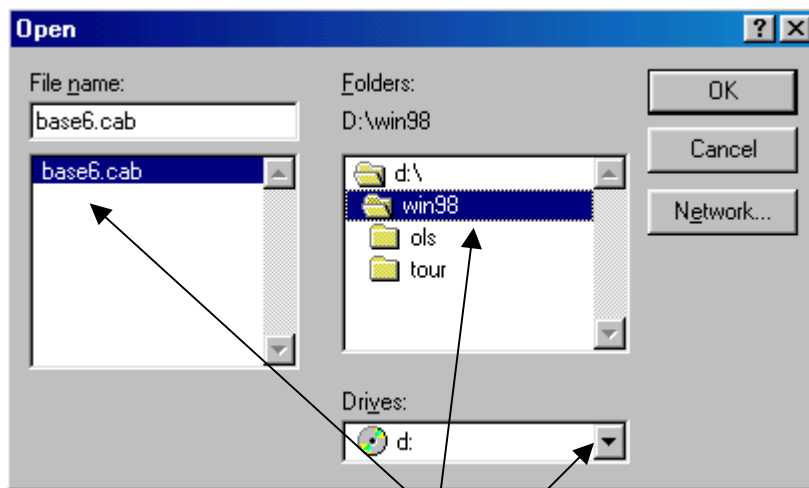 Open
File name:
base6.cab
base6.cab
Folders:
D:\win98
d:\
win98
ols
tour
Drives:
d:
OK
Cancel
Network...